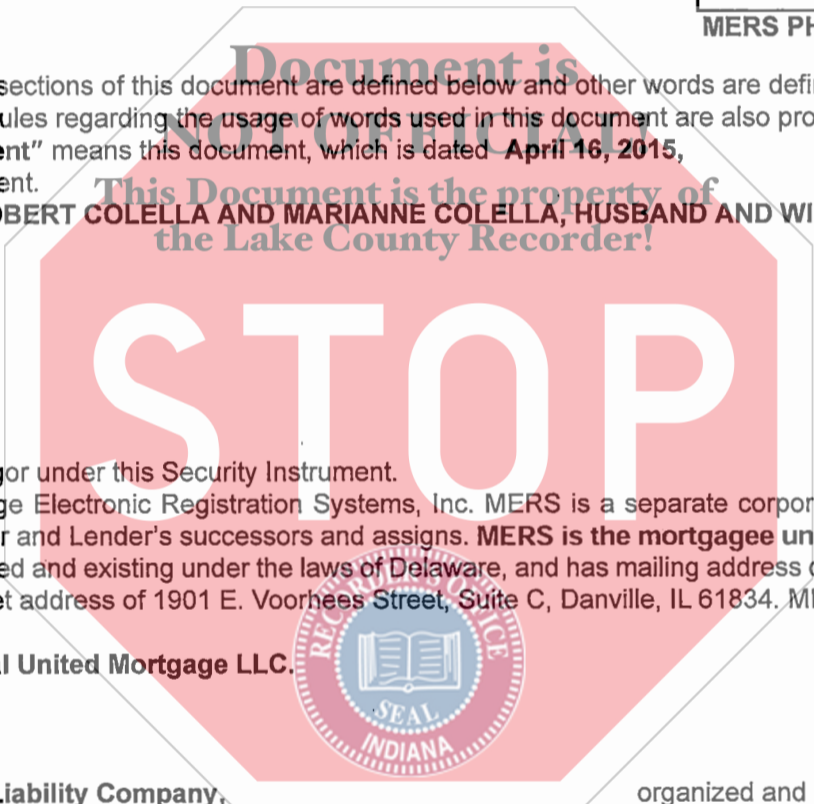 MERS PH
Document is
sections of this document are defined below and other words are defi
ules regarding the usage of words used in this document are also pro
NOT OFFICIAL!
ent" means this document, which is dated April 16, 2015,
ent.
This Document is the property of
OBERT COLELLA AND MARIANNE COLELLA, HUSBAND AND WI
the Lake County Recorder!
STOP
gor under this Security Instrument.
ge Electronic Registration Systems, Inc. MERS is a separate corpor
r and Lender's successors and assigns. MERS is the mortgagee un
ed and existing under the laws of Delaware, and has mailing address o
et address of 1901 E. Voorhees Street, Suite C, Danville, IL 61834. M
RECORDER'S OFFICE
l United Mortgage LLC.
SEAL
INDIANA
Liability Company,
organized and